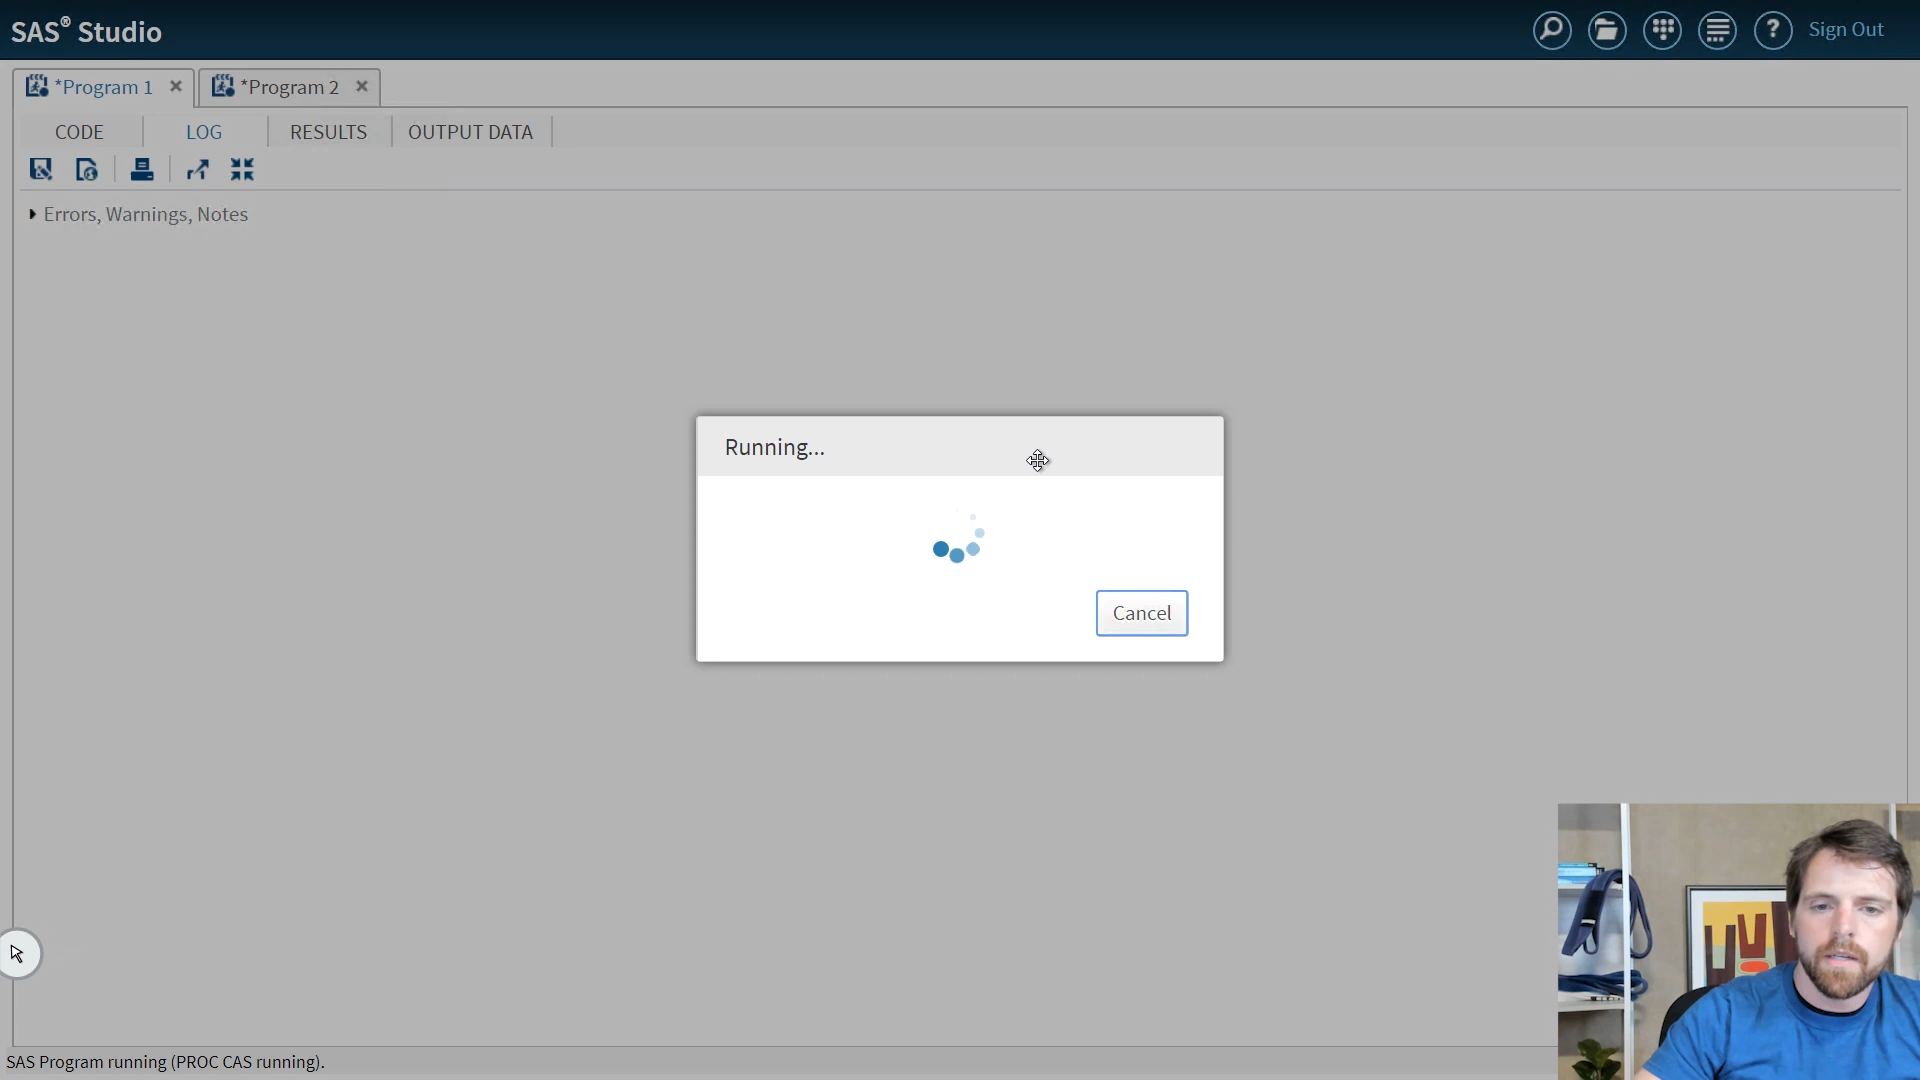 SAS® Studio
Sign Out
*Program 1
*Program 2
CODE
LOG
RESULTS
OUTPUT DATA
Errors, Warnings, Notes
Running...
Cancel
SAS Program running (PROC CAS running).